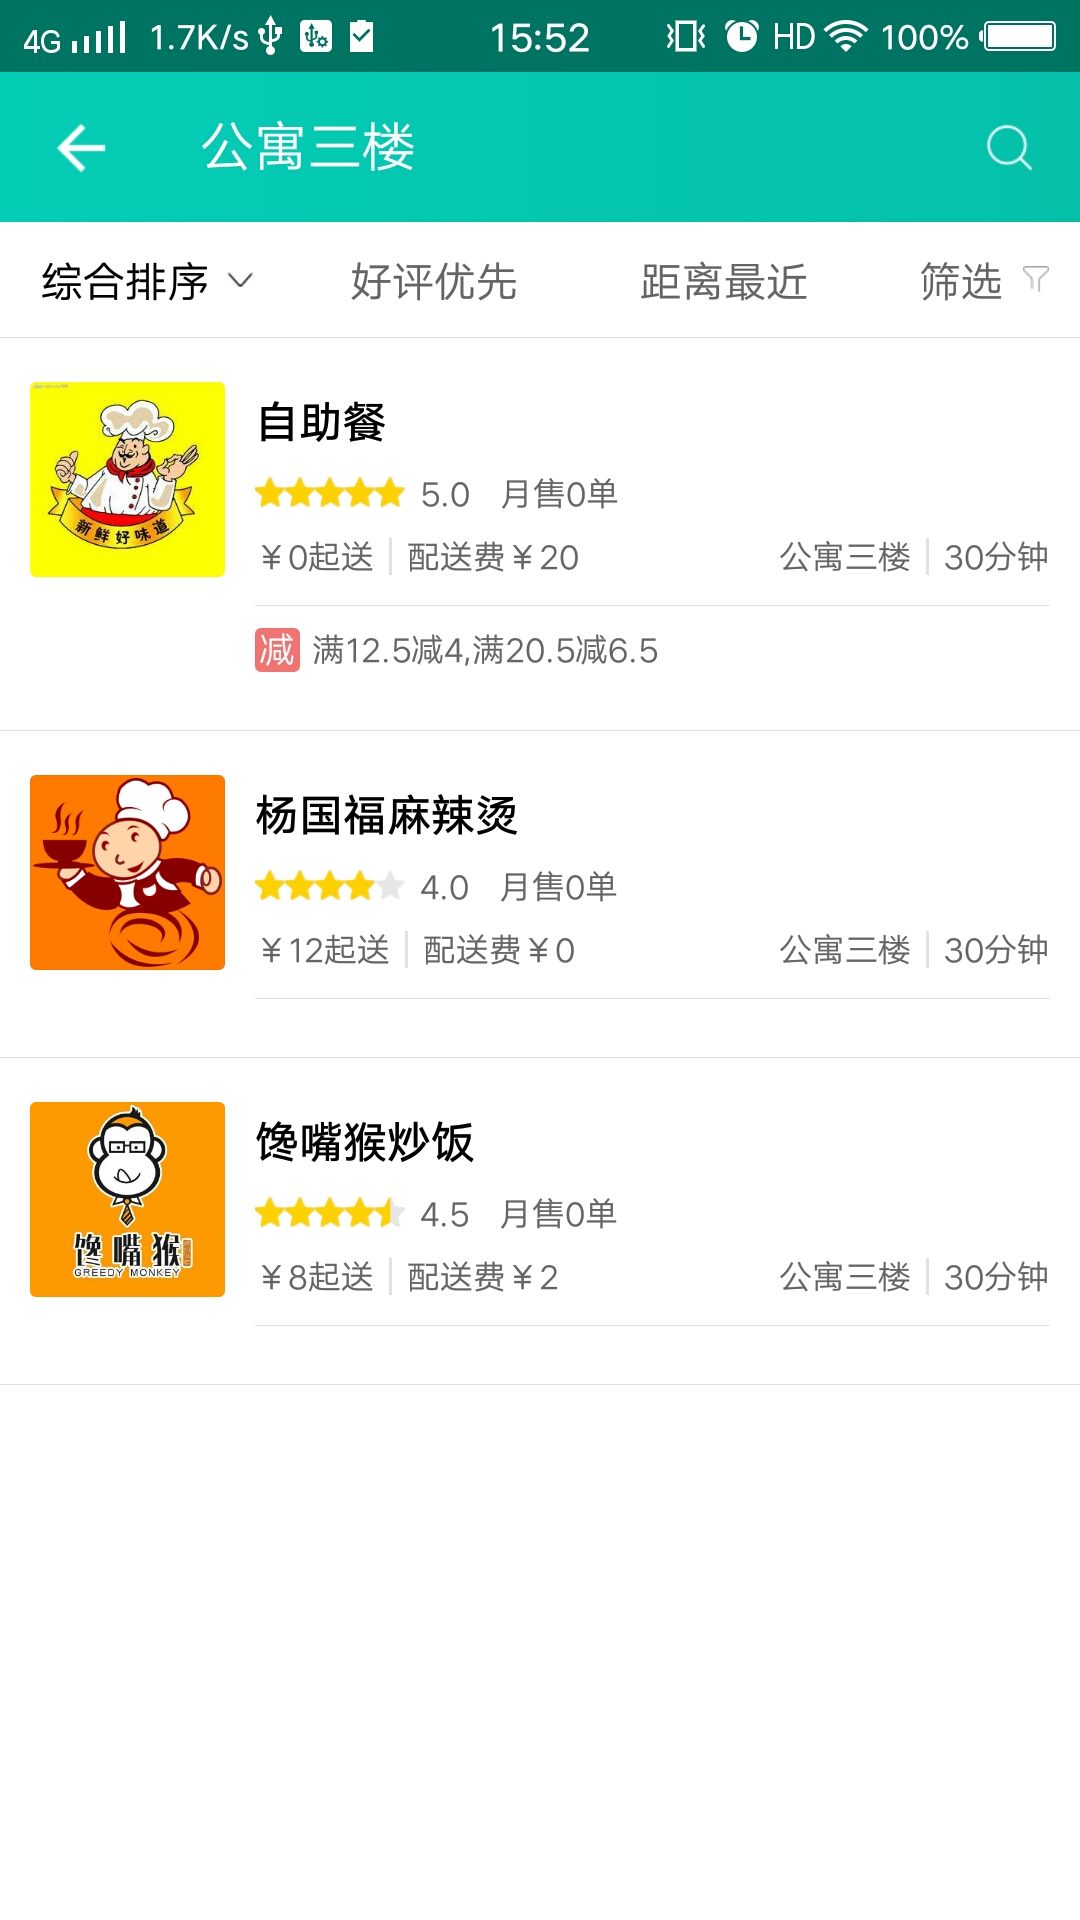 4G 1.7K/s 15:52 HD 100%
公寓三楼
综合排序 好评优先 距离最近 筛选
新鲜好味道
自助餐
5.0 月售0单
￥0起送 配送费￥20 公寓三楼 30分钟
减 满12.5减4,满20.5减6.5
杨国福麻辣烫
4.0 月售0单
￥12起送 配送费￥0 公寓三楼 30分钟
馋嘴猴
GREEDY MONKEY
馋嘴猴炒饭
4.5 月售0单
￥8起送 配送费￥2 公寓三楼 30分钟